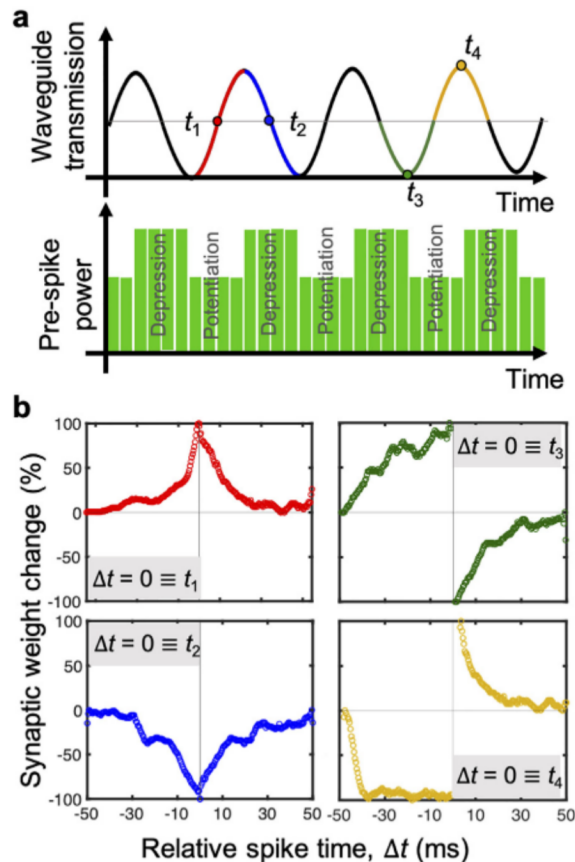 a
Waveguide
transmission
t1
t2
t3
t4
Time
Pre-spike
power
Depression
Potentiation
Depression
Potentiation
Depression
Potentiation
Depression
Time
b
Synaptic weight change (%)
100
50
0
-50
-100
Δt = 0 ≡ t1
Δt = 0 ≡ t3
100
50
0
-50
-100
Δt = 0 ≡ t2
Δt = 0 ≡ t4
-50 -30 -10 10 30 50
-50 -30 -10 10 30 50
Relative spike time, Δt (ms)